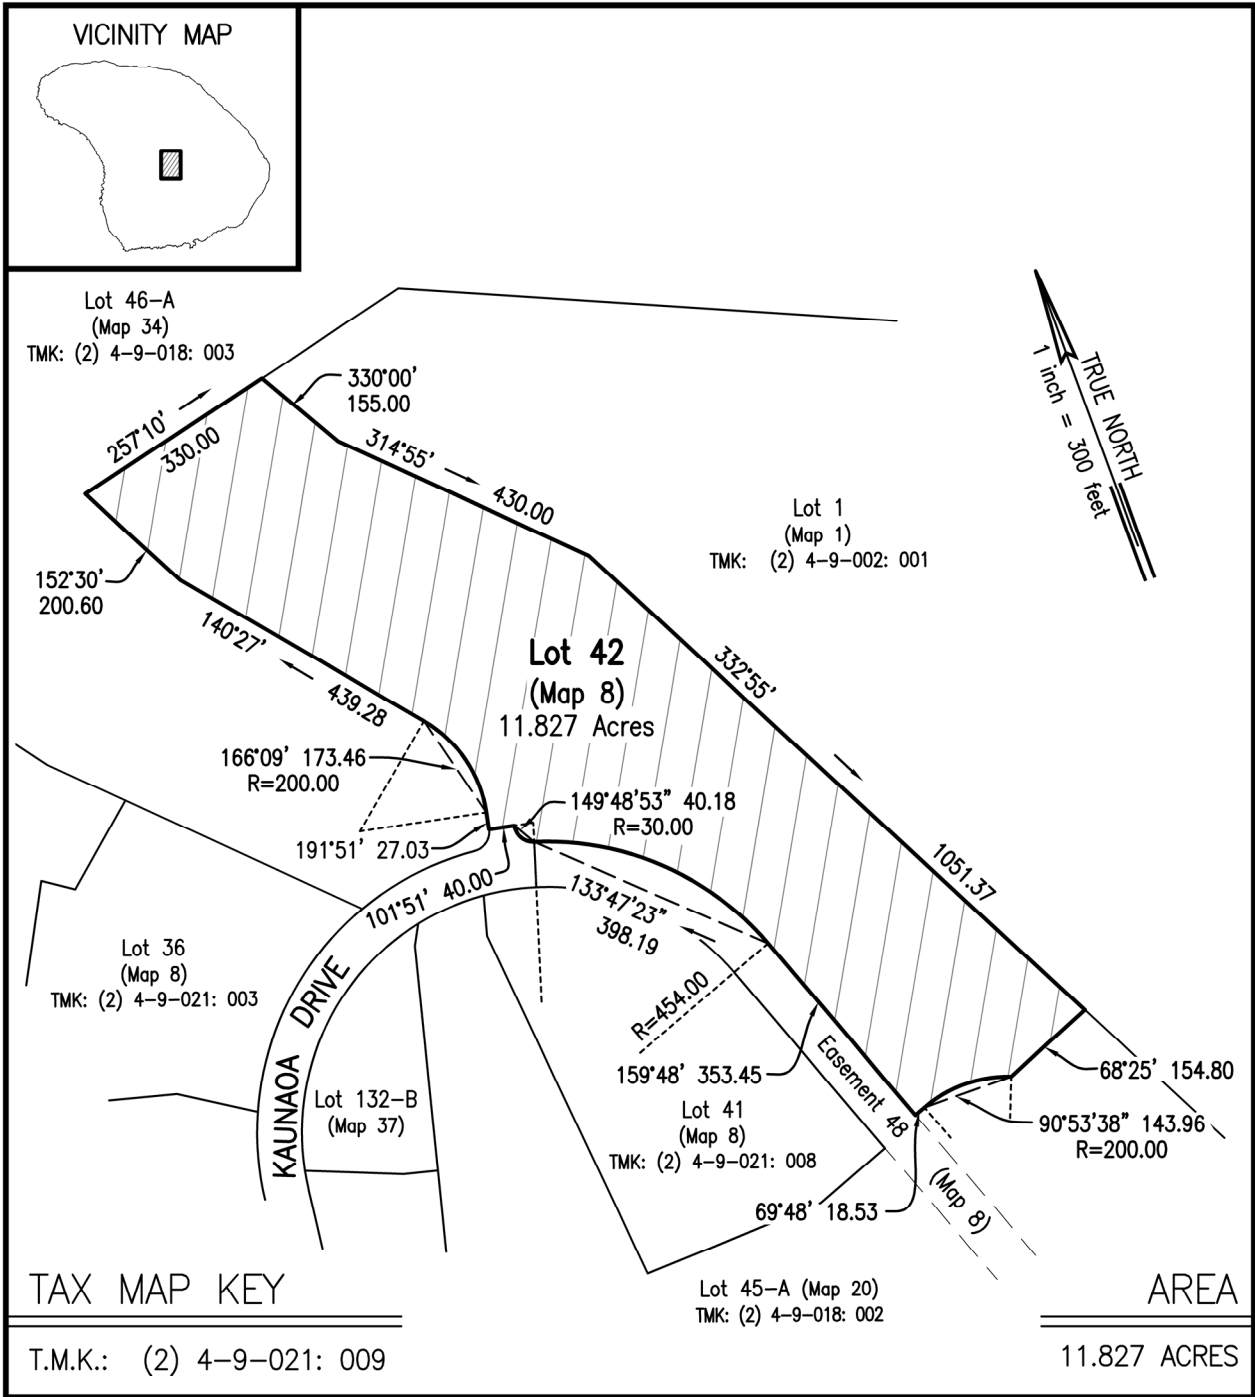 VICINITY MAP
Lot 46-A
(Map 34)
TMK: (2) 4-9-018: 003
257°10'
330.00
330°00'
155.00
314°55'
430.00
TRUE NORTH
1 inch = 300 feet
Lot 1
(Map 1)
TMK: (2) 4-9-002: 001
152°30'
200.60
140°27'
439.28
Lot 42
(Map 8)
11.827 Acres
332°55'
1051.37
166°09' 173.46
R=200.00
149°48'53" 40.18
R=30.00
191°51' 27.03
101°51' 40.00
133°47'23"
398.19
Lot 36
(Map 8)
TMK: (2) 4-9-021: 003
KAUNAOA DRIVE
R=454.00
159°48' 353.45
Easement 48
(Map 8)
68°25' 154.80
90°53'38" 143.96
R=200.00
Lot 132-B
(Map 37)
Lot 41
(Map 8)
TMK: (2) 4-9-021: 008
69°48' 18.53
Lot 45-A (Map 20)
TMK: (2) 4-9-018: 002
TAX MAP KEY
T.M.K.: (2) 4-9-021: 009
AREA
11.827 ACRES